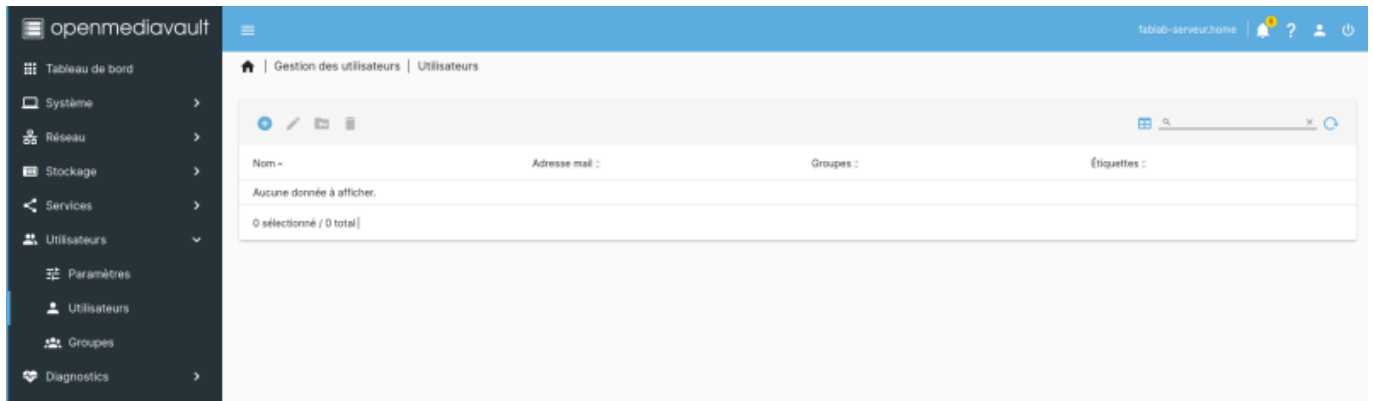 openmediavault
fablab-serveur.home
Tableau de bord
Gestion des utilisateurs | Utilisateurs
Système
Réseau
Stockage
Services
Utilisateurs
Paramètres
Utilisateurs
Groupes
Diagnostics
Nom
Adresse mail
Groupes
Étiquettes
Aucune donnée à afficher.
0 sélectionné / 0 total